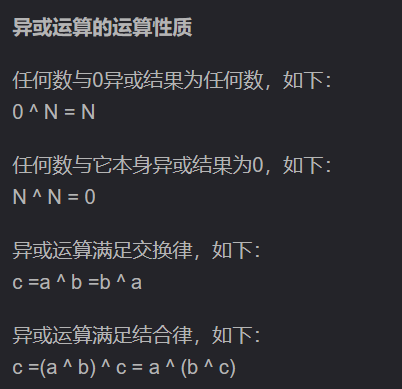 异或运算的运算性质
任何数与0异或结果为任何数，如下：
0 ^ N = N
任何数与它本身异或结果为0，如下：
N ^ N = 0
异或运算满足交换律，如下：
c =a ^ b =b ^ a
异或运算满足结合律，如下：
c =(a ^ b) ^ c = a ^ (b ^ c)